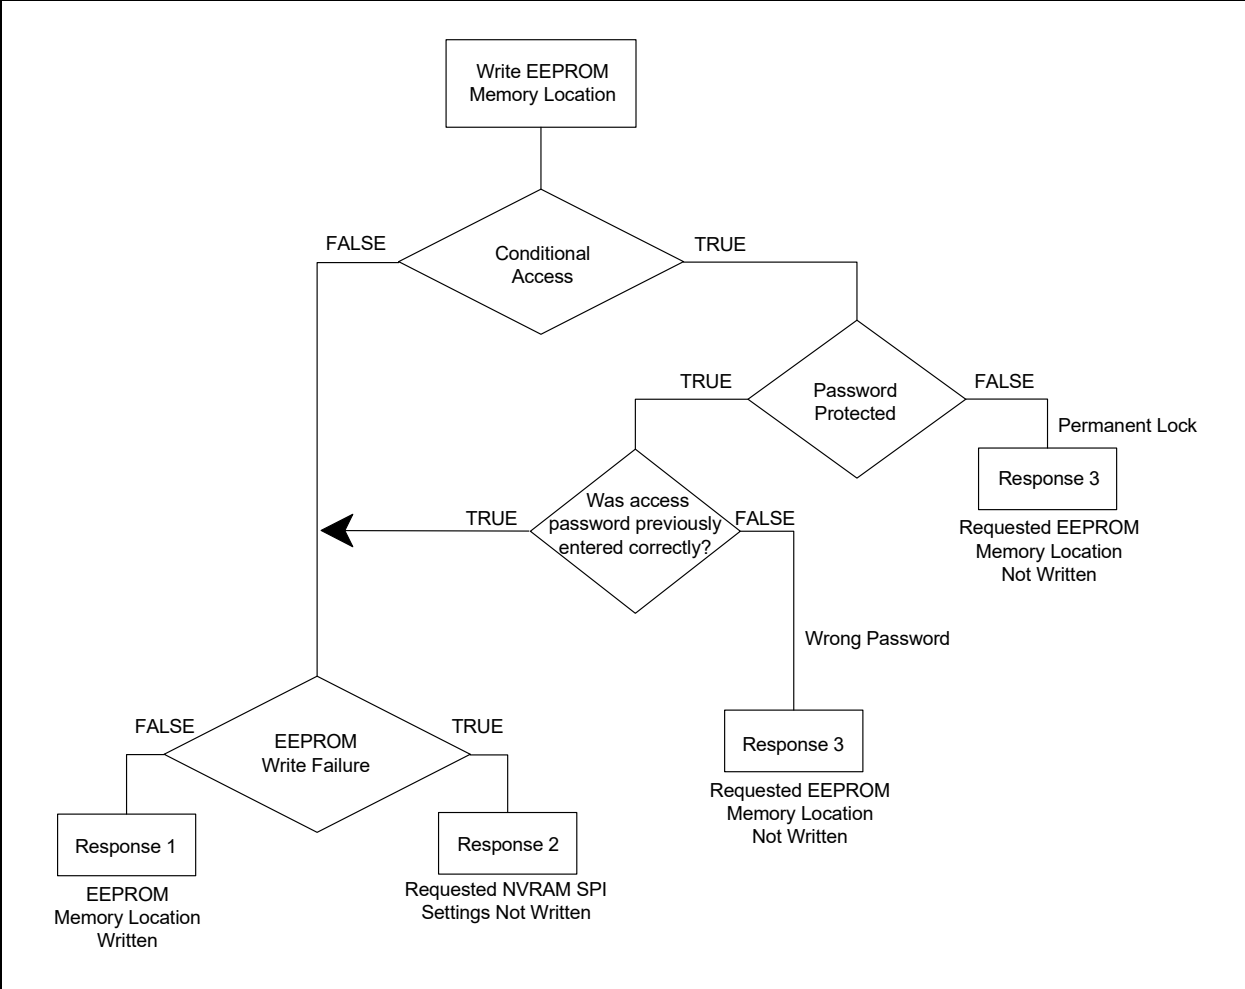 Write EEPROM
Memory Location
FALSE
Conditional
Access
TRUE
TRUE
Password
Protected
FALSE
Permanent Lock
Response 3
Requested EEPROM
Memory Location
Not Written
TRUE
Was access
password previously
entered correctly?
FALSE
Wrong Password
Response 3
Requested EEPROM
Memory Location
Not Written
FALSE
EEPROM
Write Failure
TRUE
Response 1
EEPROM
Memory Location
Written
Response 2
Requested NVRAM SPI
Settings Not Written